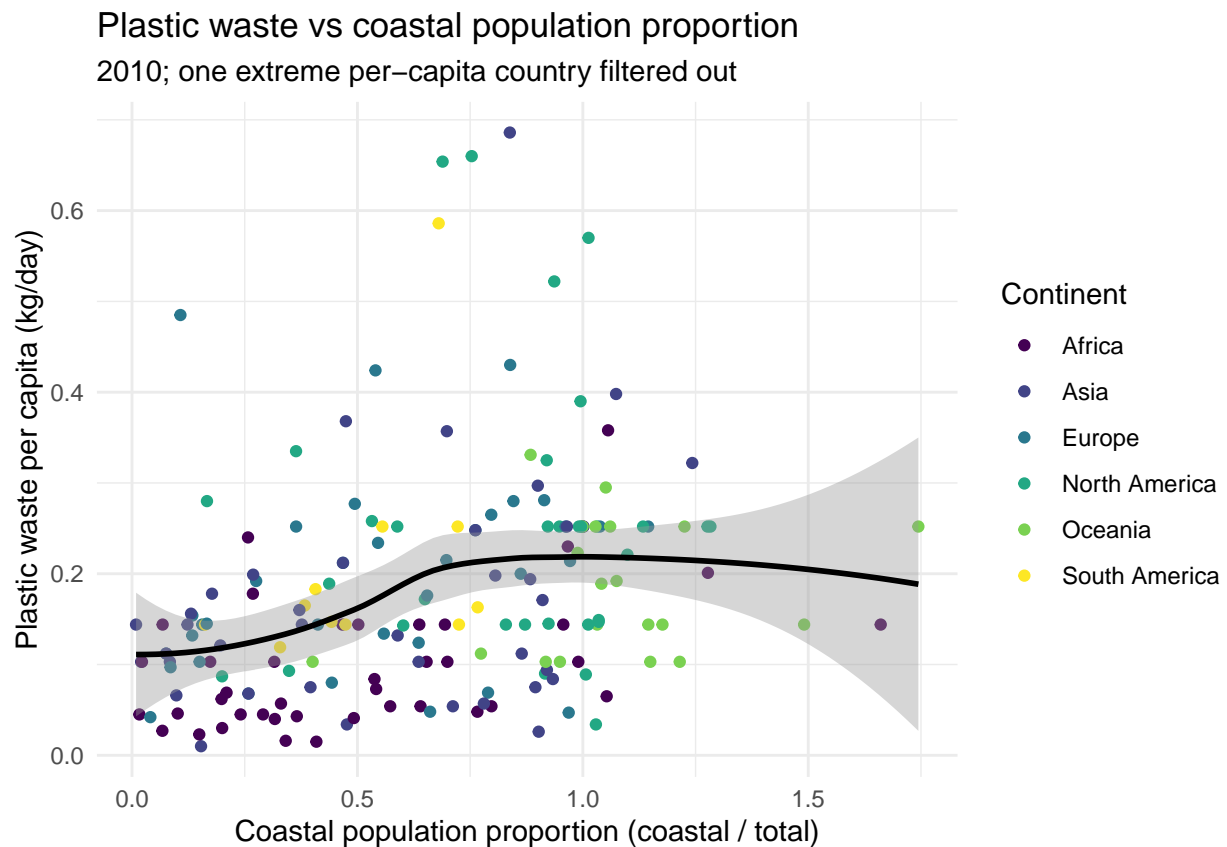 Plastic waste vs coastal population proportion
2010; one extreme per−capita country filtered out
Plastic waste per capita (kg/day)
0.6
0.4
0.2
0.0
0.0 0.5 1.0 1.5
Coastal population proportion (coastal / total)
Continent
Africa
Asia
Europe
North America
Oceania
South America